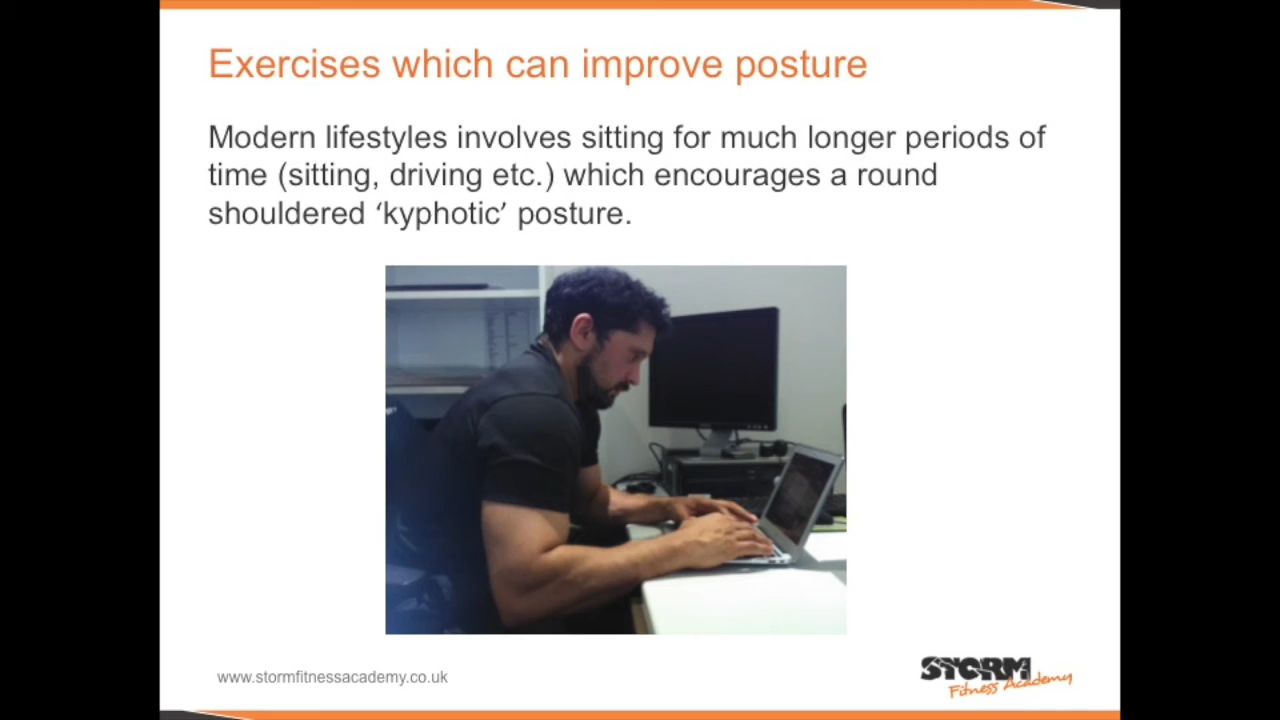 Exercises which can improve posture
Modern lifestyles involves sitting for much longer periods of
time (sitting, driving etc.) which encourages a round
shouldered ‘kyphotic’ posture.
www.stormfitnessacademy.co.uk
STORM
Fitness Academy